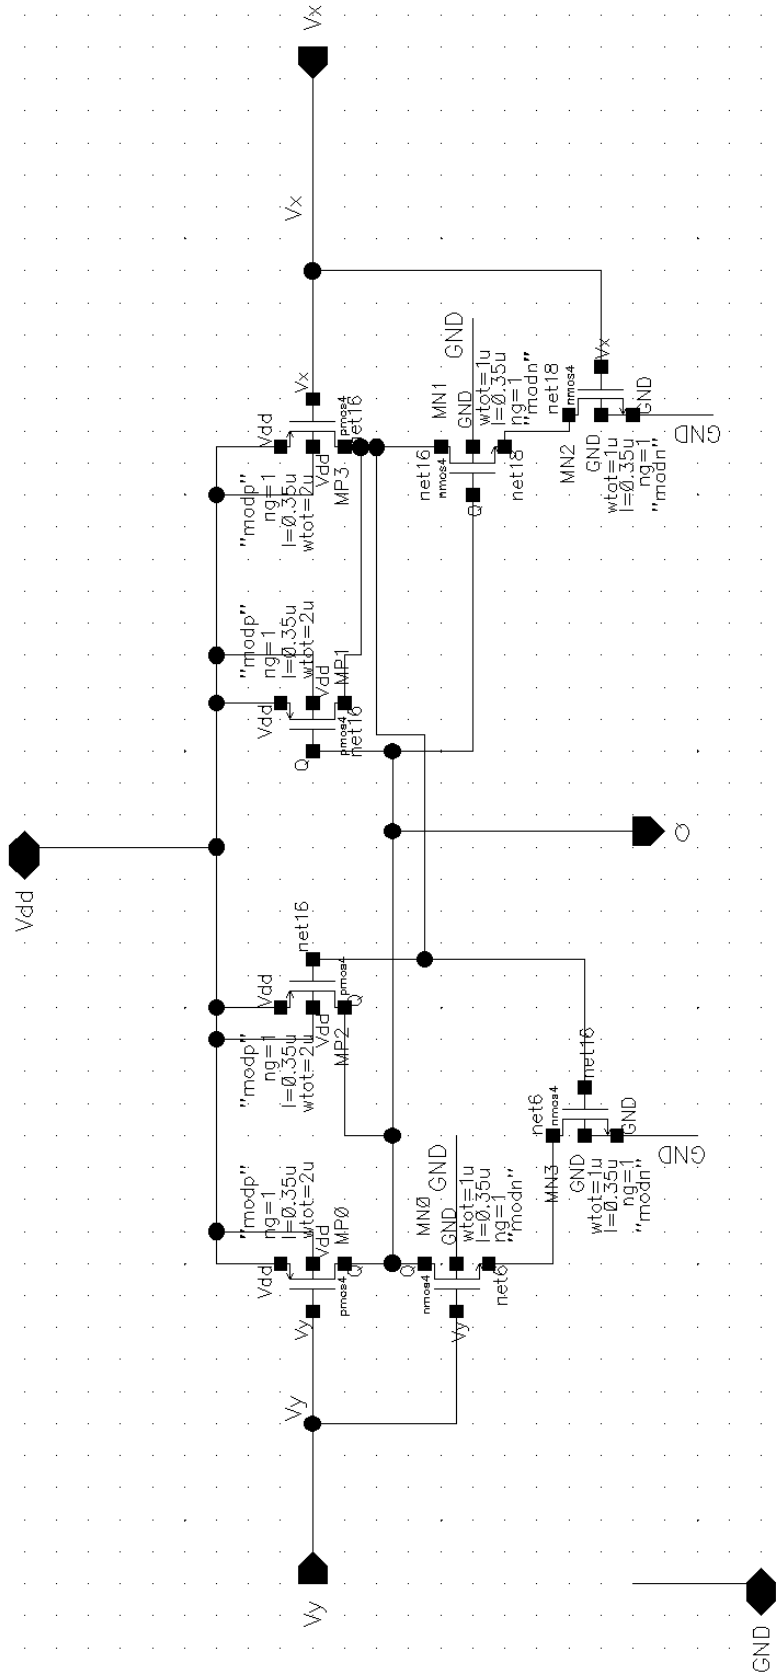 Vx
Vx
Vx
Vdd
pmos4
net16
Vdd
MP3
"modp"
ng=1
l=0.35u
wtot=2u
GND
MN1
GND
wtot=1u
l=0.35u
ng=1
"modn"
net16
nmos4
net18
Q
Vx
net18
nmos4
GND
GND
MN2
GND
wtot=1u
l=0.35u
ng=1
"modn"
"modp"
ng=1
l=0.35u
wtot=2u
Vdd
Vdd
MP1
pmos4
net16
Q
Q
Vdd
net16
Vdd
pmos4
Q
Vdd
MP2
"modp"
ng=1
l=0.35u
wtot=2u
net16
net6
nmos4
GND
GND
MN3
GND
wtot=1u
l=0.35u
ng=1
"modn"
"modp"
ng=1
l=0.35u
wtot=2u
Vdd
Vdd
MP0
pmos4
Q
Vy
GND
MN0
GND
wtot=1u
l=0.35u
ng=1
"modn"
Q
nmos4
net6
Vy
Vy
Vy
GND